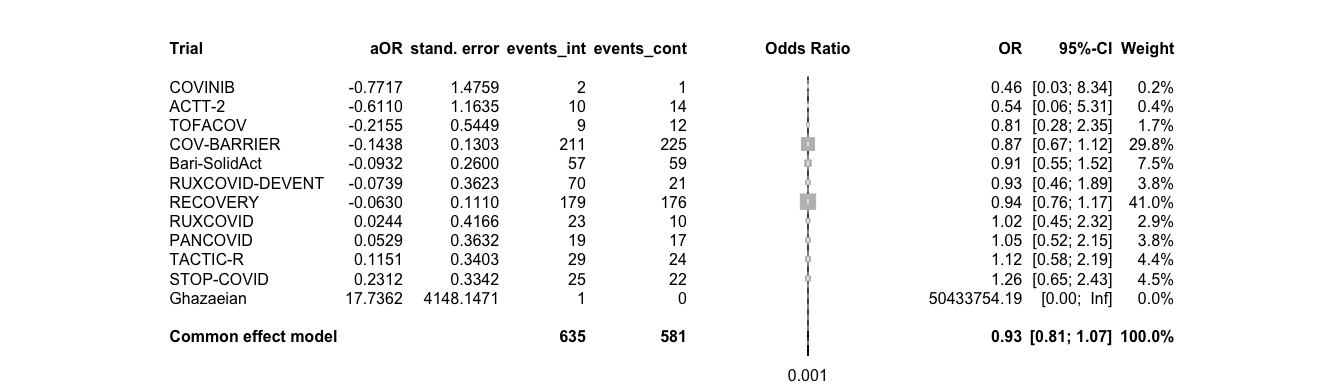 Trial aOR stand. error events_int events_cont Odds Ratio OR 95%-CI Weight
COVINIB -0.7717 1.4759 2 1 0.46 [0.03; 8.34] 0.2%
ACTT-2 -0.6110 1.1635 10 14 0.54 [0.06; 5.31] 0.4%
TOFACOV -0.2155 0.5449 9 12 0.81 [0.28; 2.35] 1.7%
COV-BARRIER -0.1438 0.1303 211 225 0.87 [0.67; 1.12] 29.8%
Bari-SolidAct -0.0932 0.2600 57 59 0.91 [0.55; 1.52] 7.5%
RUXCOVID-DEVENT -0.0739 0.3623 70 21 0.93 [0.46; 1.89] 3.8%
RECOVERY -0.0630 0.1110 179 176 0.94 [0.76; 1.17] 41.0%
RUXCOVID 0.0244 0.4166 23 10 1.02 [0.45; 2.32] 2.9%
PANCOVID 0.0529 0.3632 19 17 1.05 [0.52; 2.15] 3.8%
TACTIC-R 0.1151 0.3403 29 24 1.12 [0.58; 2.19] 4.4%
STOP-COVID 0.2312 0.3342 25 22 1.26 [0.65; 2.43] 4.5%
Ghazaeian 17.7362 4148.1471 1 0 50433754.19 [0.00; Inf] 0.0%
Common effect model 635 581 0.93 [0.81; 1.07] 100.0%
0.001